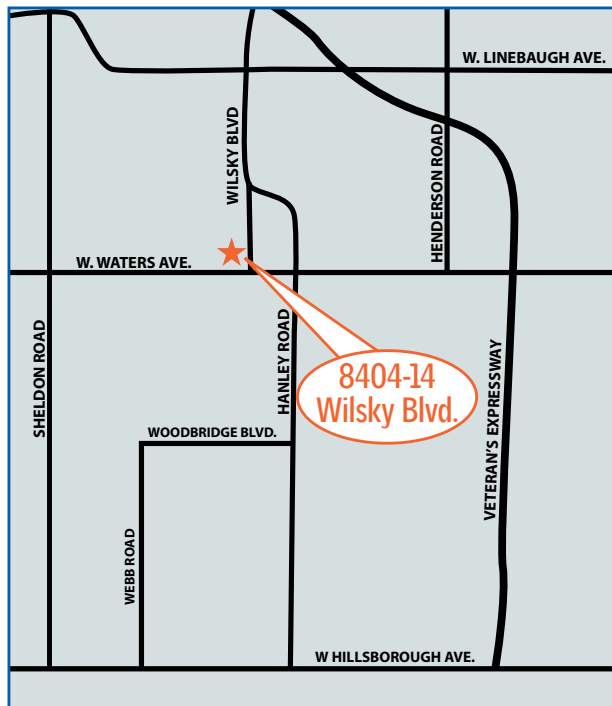 W. LINEBAUGH AVE.
WILSKY BLVD
HENDERSON ROAD
W. WATERS AVE.
SHELDON ROAD
HANLEY ROAD
8404-14
Wilsky Blvd.
VETERAN'S EXPRESSWAY
WOODBRIDGE BLVD.
WEBB ROAD
W HILLSBOROUGH AVE.